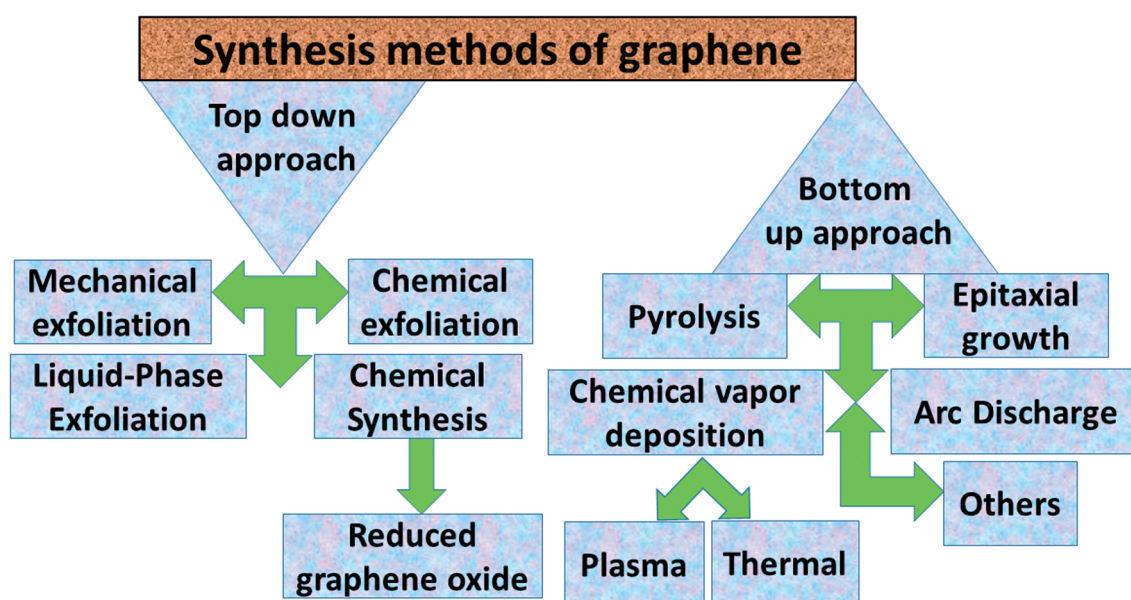 Synthesis methods of graphene
Top down
approach
Bottom
up approach
Mechanical
exfoliation
Chemical
exfoliation
Liquid-Phase
Exfoliation
Chemical
Synthesis
Reduced
graphene oxide
Pyrolysis
Epitaxial
growth
Chemical vapor
deposition
Arc Discharge
Others
Plasma
Thermal